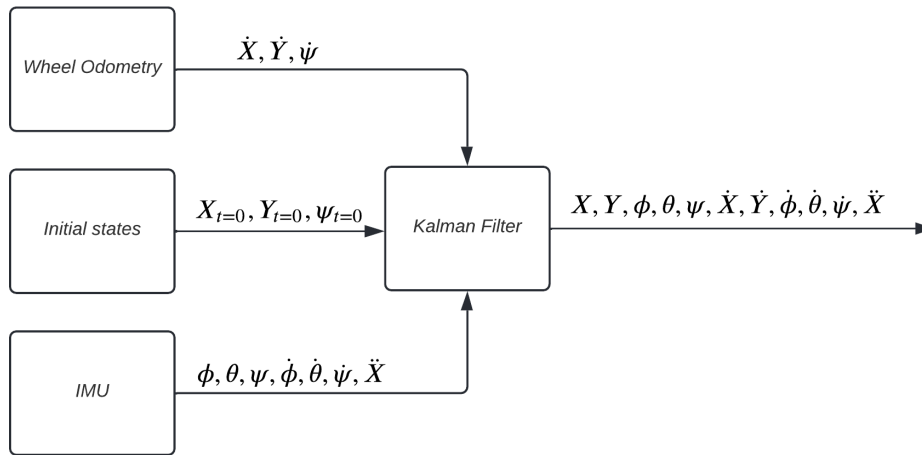 Ẋ, Ẏ, ψ̇
Wheel Odometry
X_{t=0}, Y_{t=0}, ψ_{t=0}
Initial states
Kalman Filter
X, Y, ϕ, θ, ψ, Ẋ, Ẏ, ϕ̇, θ̇, ψ̇, Ẍ
ϕ, θ, ψ, ϕ̇, θ̇, ψ̇, Ẍ
IMU